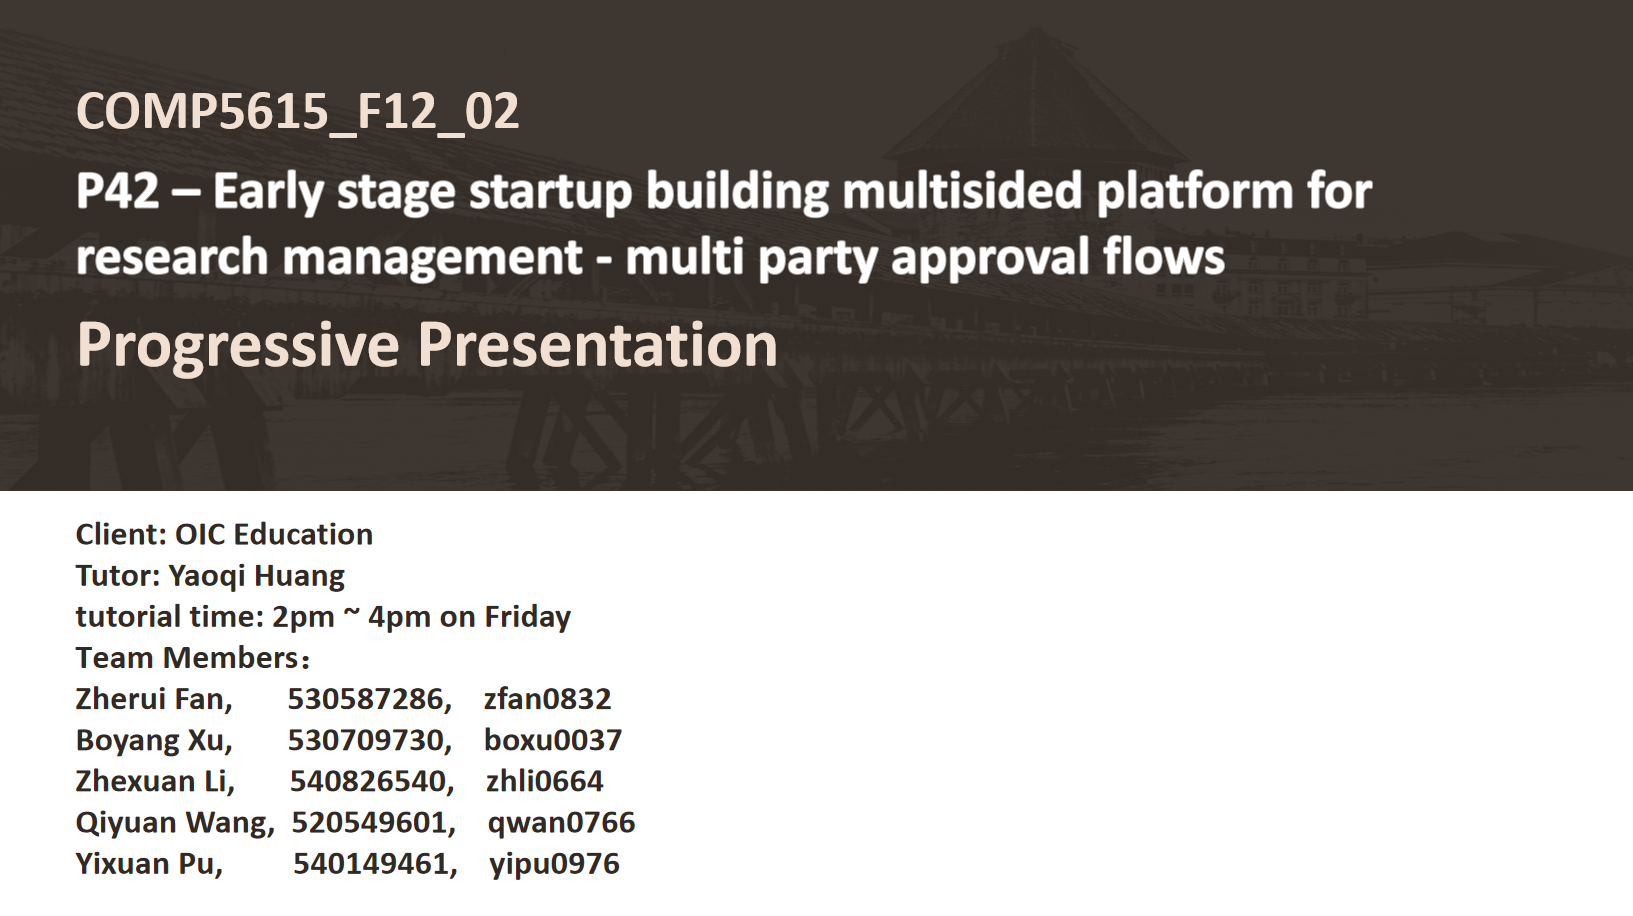 COMP5615_F12_02
P42 – Early stage startup building multisided platform for
research management - multi party approval flows
Progressive Presentation
Client: OIC Education
Tutor: Yaoqi Huang
tutorial time: 2pm ~ 4pm on Friday
Team Members：
Zherui Fan, 530587286, zfan0832
Boyang Xu, 530709730, boxu0037
Zhexuan Li, 540826540, zhli0664
Qiyuan Wang, 520549601, qwan0766
Yixuan Pu, 540149461, yipu0976